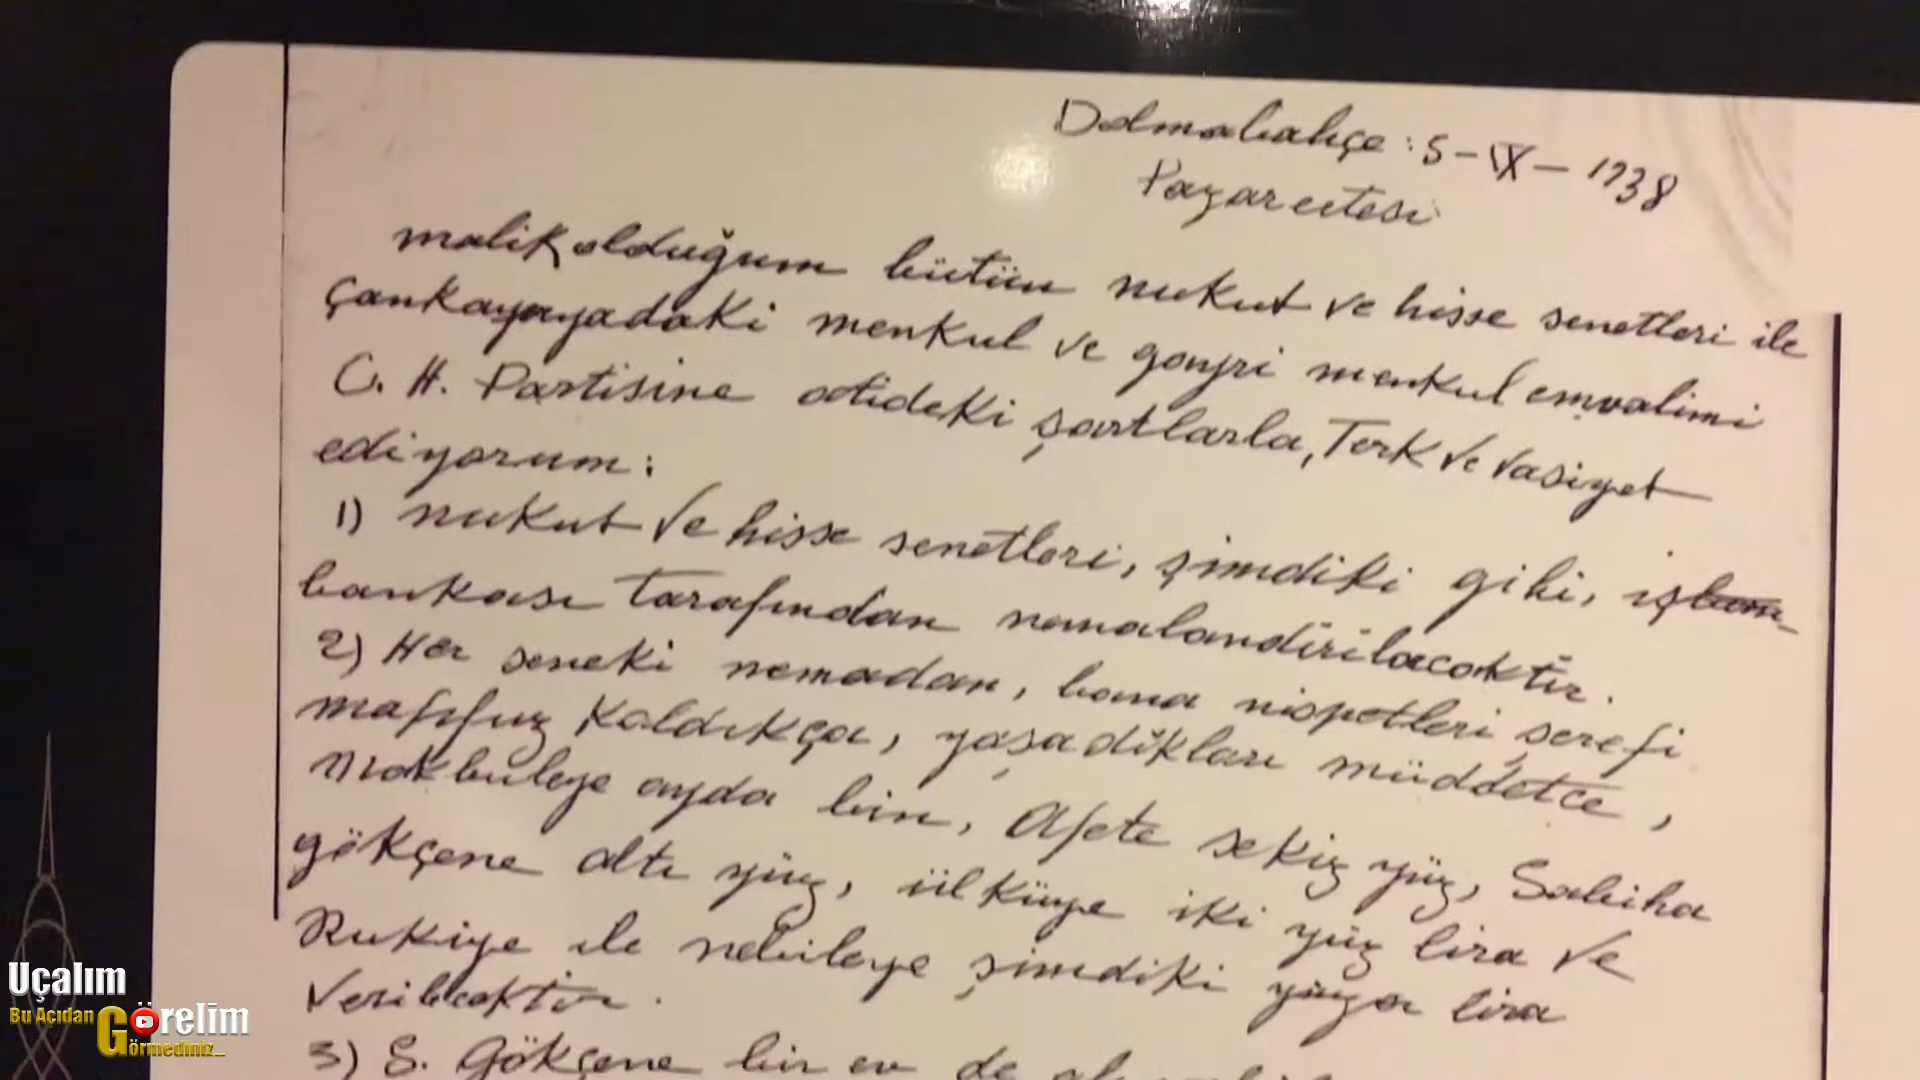 Dolmabahçe: 5-IX-1938
Pazarertesi
malik olduğum bütün nukut ve hisse senetleri ile
Çankayayadaki menkul ve gayri menkul emvalimi
C. H. Partisine atideki şartlarla, Terk ve vasiyet
ediyorum:
1) nukut ve hisse senetleri, şimdiki gibi, iş
bankası tarafından nemalandirilacaktır.
2) Her seneki nemadan, bana nispetleri şerefi
mahfuz kaldıkça, yaşadıkları müddetce,
Makbuleye ayda bin, Afete sekiz yüz, Sabiha
gökçene altı yüz, ülküye iki yüz lira ve
Rukiye ile nebileye şimdiki yüzer lira
verilecektir.
3) S. Gökçene bir ev de
Uçalım
Bu Açıdan Görelim
Görmediniz...